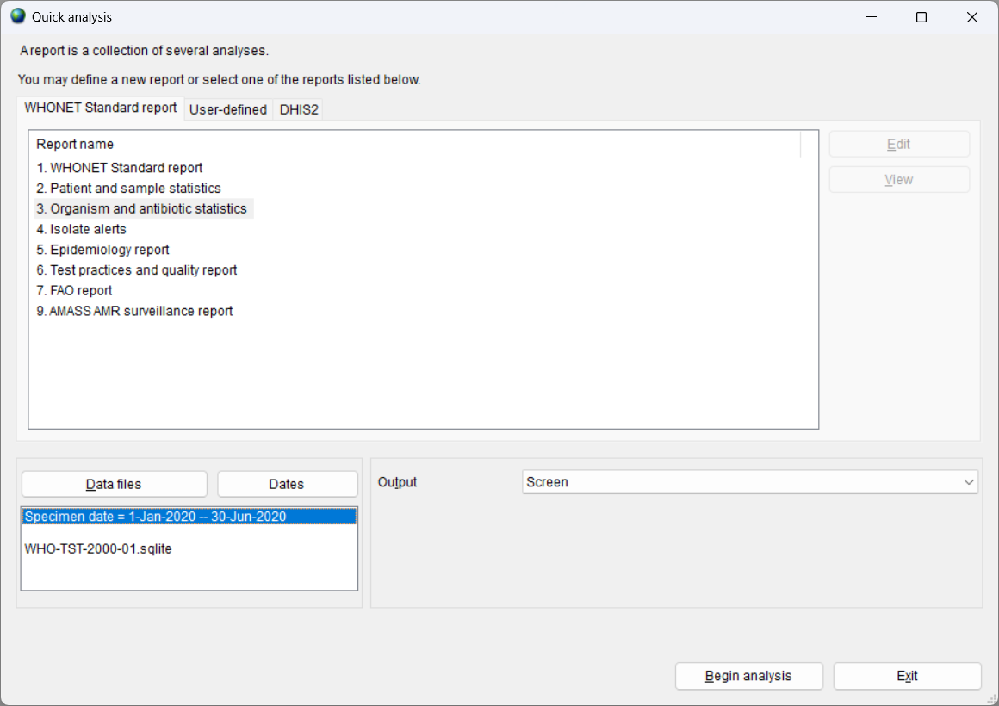 Quick analysis
A report is a collection of several analyses.
You may define a new report or select one of the reports listed below.
WHONET Standard report User-defined DHIS2
Report name
1. WHONET Standard report
2. Patient and sample statistics
3. Organism and antibiotic statistics
4. Isolate alerts
5. Epidemiology report
6. Test practices and quality report
7. FAO report
9. AMASS AMR surveillance report
Edit
View
Data files Dates
Specimen date = 1-Jan-2020 -- 30-Jun-2020
WHO-TST-2000-01.sqlite
Output Screen
Begin analysis Exit